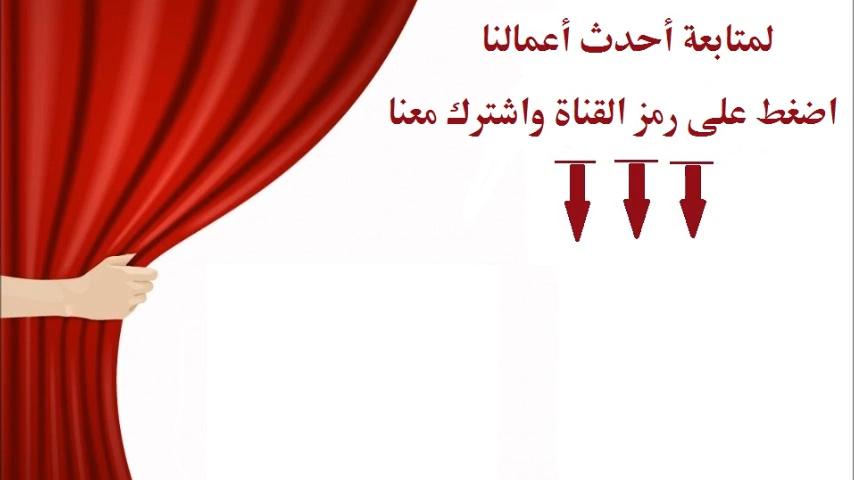 لمتابعة أحدث أعمالنا
اضغط على رمز القناة واشترك معنا